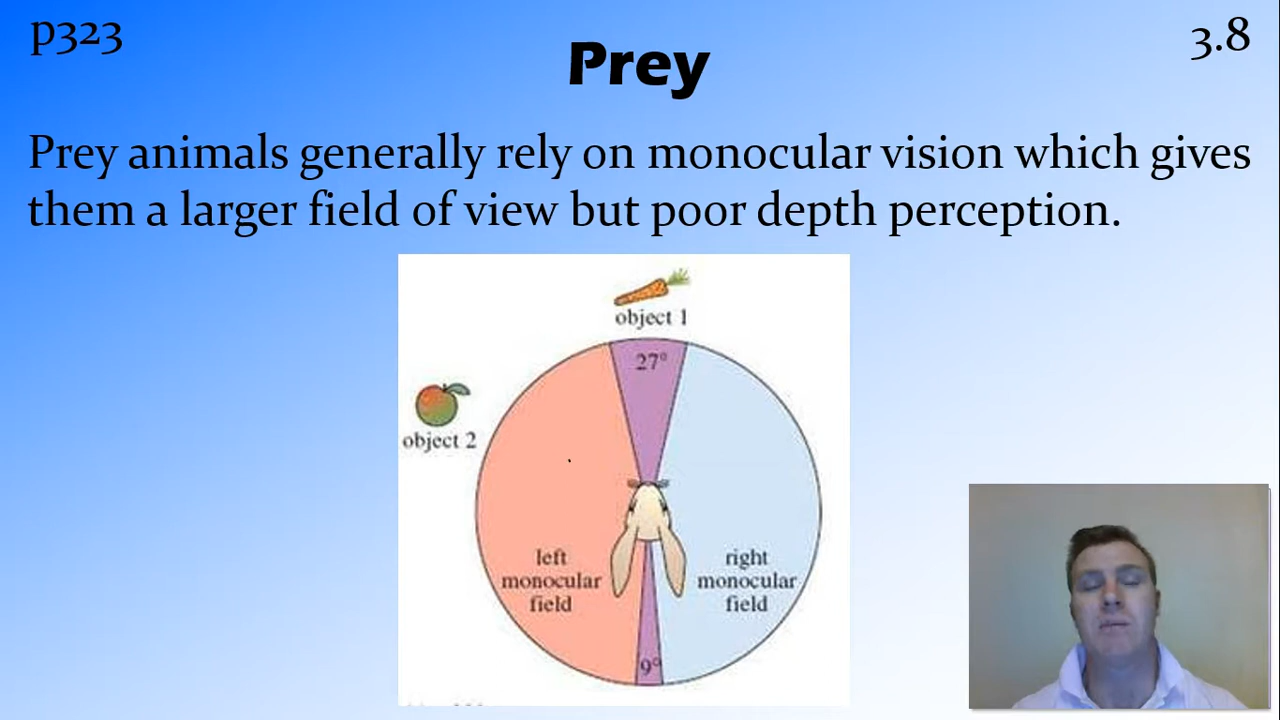 p323
3.8
Prey
Prey animals generally rely on monocular vision which gives
them a larger field of view but poor depth perception.
object 1
27°
object 2
left
monocular
field
right
monocular
field
9°